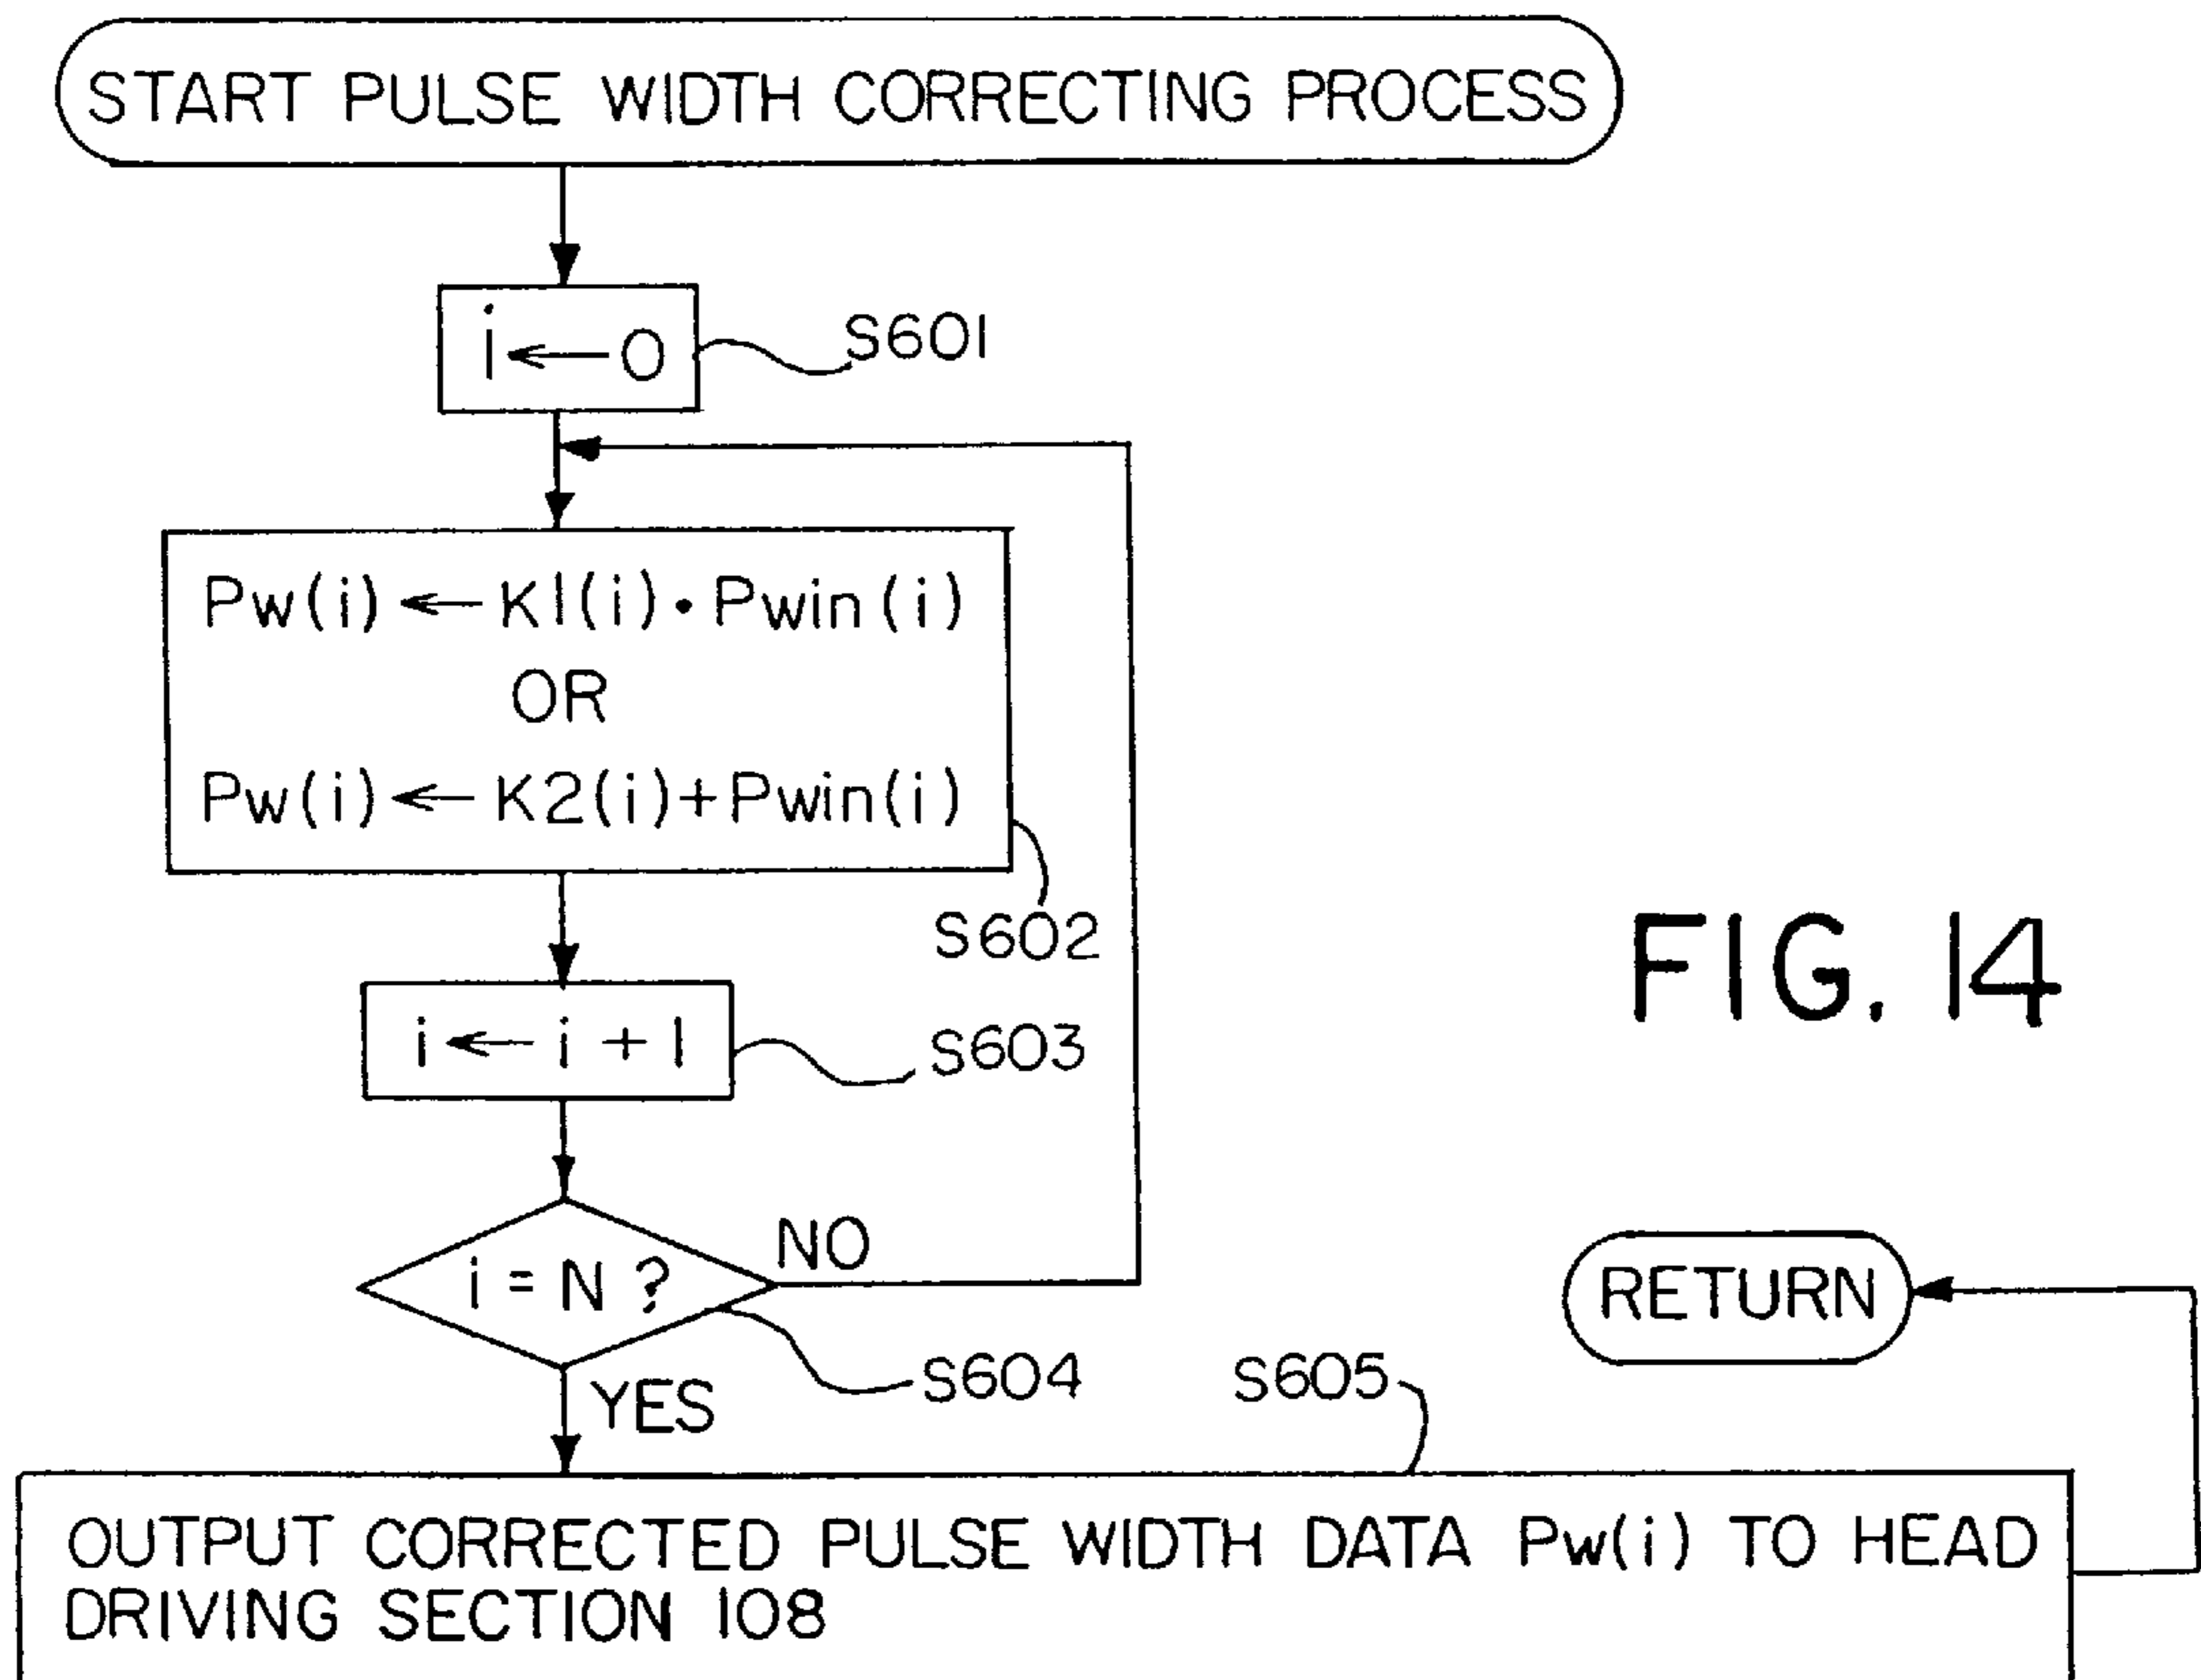 START PULSE WIDTH CORRECTING PROCESS
i ← 0
S601
Pw(i) ← K1(i)・Pwin(i)
OR
Pw(i) ← K2(i)+Pwin(i)
S602
i ← i + 1
S603
FIG. 14
i = N ?
NO
S604
YES
RETURN
S605
OUTPUT CORRECTED PULSE WIDTH DATA Pw(i) TO HEAD
DRIVING SECTION 108